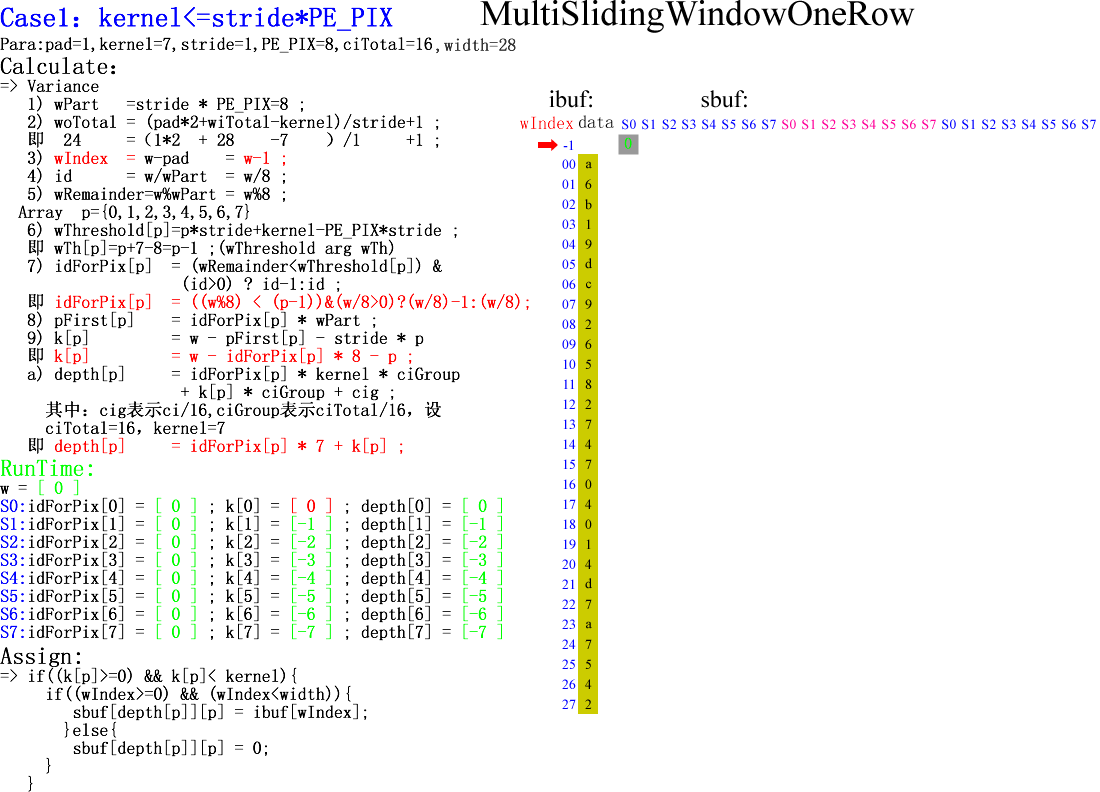 Case1: kernel<=stride*PE_PIX
MultiSlidingWindowOneRow
Para:pad=1,kernel=7,stride=1,PE_PIX=8,ciTotal=16,width=28
Calculate:
=> Variance
1) wPart =stride * PE_PIX=8 ;
2) woTotal = (pad*2+wiTotal-kernel)/stride+1 ;
即 24 = (1*2 + 28 -7 ) /1 +1 ;
3) wIndex = w-pad = w-1 ;
4) id = w/wPart = w/8 ;
5) wRemainder=w%wPart = w%8 ;
Array p={0,1,2,3,4,5,6,7}
6) wThreshold[p]=p*stride+kernel-PE_PIX*stride ;
即 wTh[p]=p+7-8=p-1 ;(wThreshold arg wTh)
7) idForPix[p] = (wRemainder<wThreshold[p]) &
(id>0) ? id-1:id ;
即 idForPix[p] = ((w%8) < (p-1))&(w/8>0)?(w/8)-1:(w/8);
8) pFirst[p] = idForPix[p] * wPart ;
9) k[p] = w - pFirst[p] - stride * p
即 k[p] = w - idForPix[p] * 8 - p ;
a) depth[p] = idForPix[p] * kernel * ciGroup
+ k[p] * ciGroup + cig ;
其中: cig表示ci/16,ciGroup表示ciTotal/16, 设
ciTotal=16, kernel=7
即 depth[p] = idForPix[p] * 7 + k[p] ;
RunTime:
w = [ 0 ]
S0:idForPix[0] = [ 0 ] ; k[0] = [ 0 ] ; depth[0] = [ 0 ]
S1:idForPix[1] = [ 0 ] ; k[1] = [-1 ] ; depth[1] = [-1 ]
S2:idForPix[2] = [ 0 ] ; k[2] = [-2 ] ; depth[2] = [-2 ]
S3:idForPix[3] = [ 0 ] ; k[3] = [-3 ] ; depth[3] = [-3 ]
S4:idForPix[4] = [ 0 ] ; k[4] = [-4 ] ; depth[4] = [-4 ]
S5:idForPix[5] = [ 0 ] ; k[5] = [-5 ] ; depth[5] = [-5 ]
S6:idForPix[6] = [ 0 ] ; k[6] = [-6 ] ; depth[6] = [-6 ]
S7:idForPix[7] = [ 0 ] ; k[7] = [-7 ] ; depth[7] = [-7 ]
Assign:
=> if((k[p]>=0) && k[p]< kernel){
if((wIndex>=0) && (wIndex<width)){
sbuf[depth[p]][p] = ibuf[wIndex];
}else{
sbuf[depth[p]][p] = 0;
}
}
ibuf: sbuf:
wIndex data S0 S1 S2 S3 S4 S5 S6 S7 S0 S1 S2 S3 S4 S5 S6 S7 S0 S1 S2 S3 S4 S5 S6 S7
-1 0
00 a
01 6
02 b
03 1
04 9
05 d
06 c
07 9
08 2
09 6
10 5
11 8
12 2
13 7
14 4
15 7
16 0
17 4
18 0
19 1
20 4
21 d
22 7
23 a
24 7
25 5
26 4
27 2